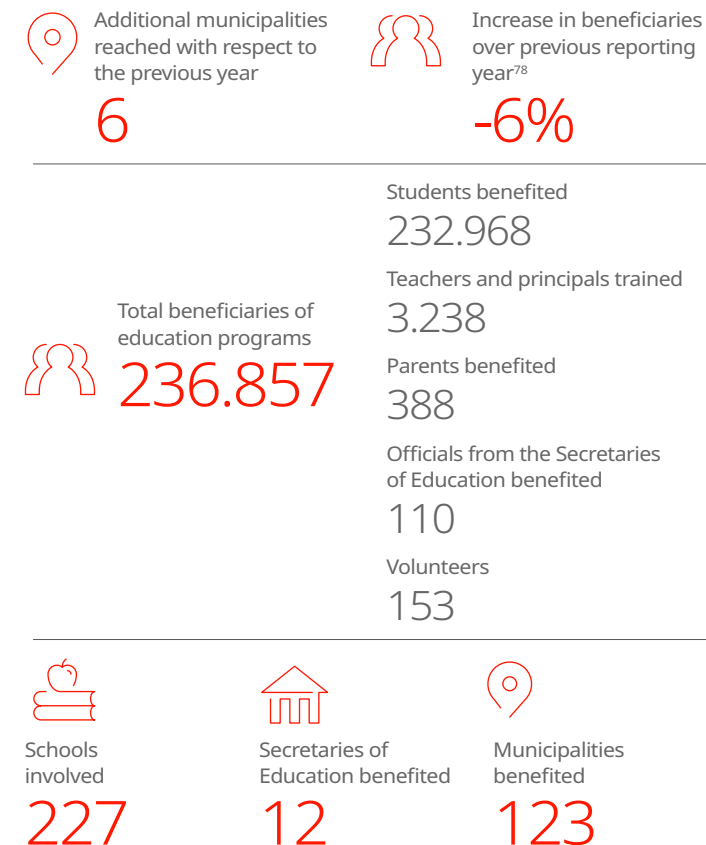 Additional municipalities
reached with respect to
the previous year
6
Increase in beneficiaries
over previous reporting
year78
-6%
Total beneficiaries of
education programs
236.857
Students benefited
232.968
Teachers and principals trained
3.238
Parents benefited
388
Officials from the Secretaries
of Education benefited
110
Volunteers
153
Schools
involved
227
Secretaries of
Education benefited
12
Municipalities
benefited
123